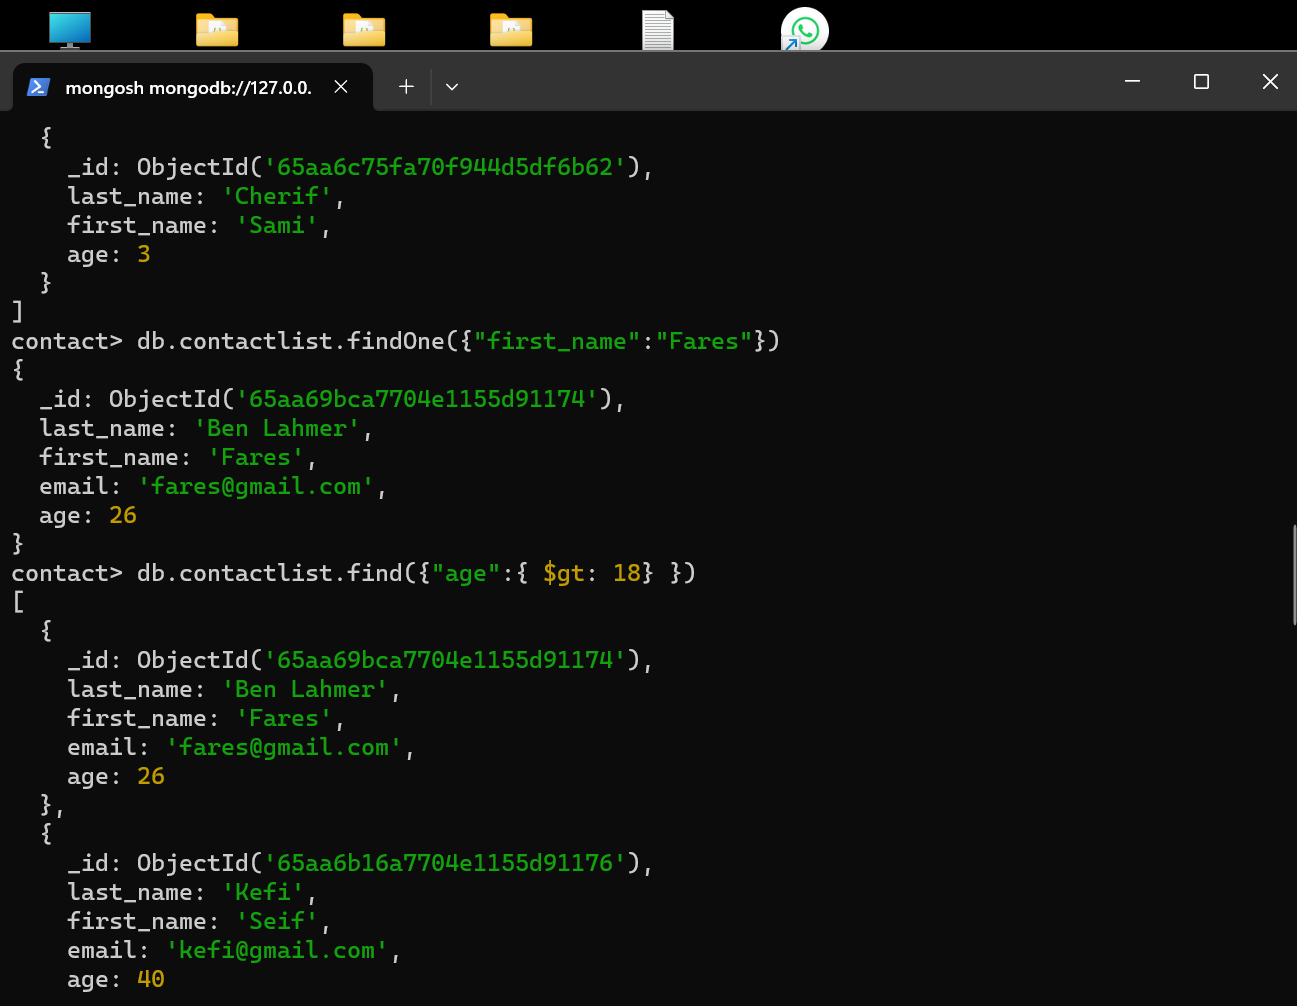 mongosh mongodb://127.0.0.
  {
    _id: ObjectId('65aa6c75fa70f944d5df6b62'),
    last_name: 'Cherif',
    first_name: 'Sami',
    age: 3
  }
]
contact> db.contactlist.findOne({"first_name":"Fares"})
{
  _id: ObjectId('65aa69bca7704e1155d91174'),
  last_name: 'Ben Lahmer',
  first_name: 'Fares',
  email: 'fares@gmail.com',
  age: 26
}
contact> db.contactlist.find({"age":{ $gt: 18} })
[
  {
    _id: ObjectId('65aa69bca7704e1155d91174'),
    last_name: 'Ben Lahmer',
    first_name: 'Fares',
    email: 'fares@gmail.com',
    age: 26
  },
  {
    _id: ObjectId('65aa6b16a7704e1155d91176'),
    last_name: 'Kefi',
    first_name: 'Seif',
    email: 'kefi@gmail.com',
    age: 40